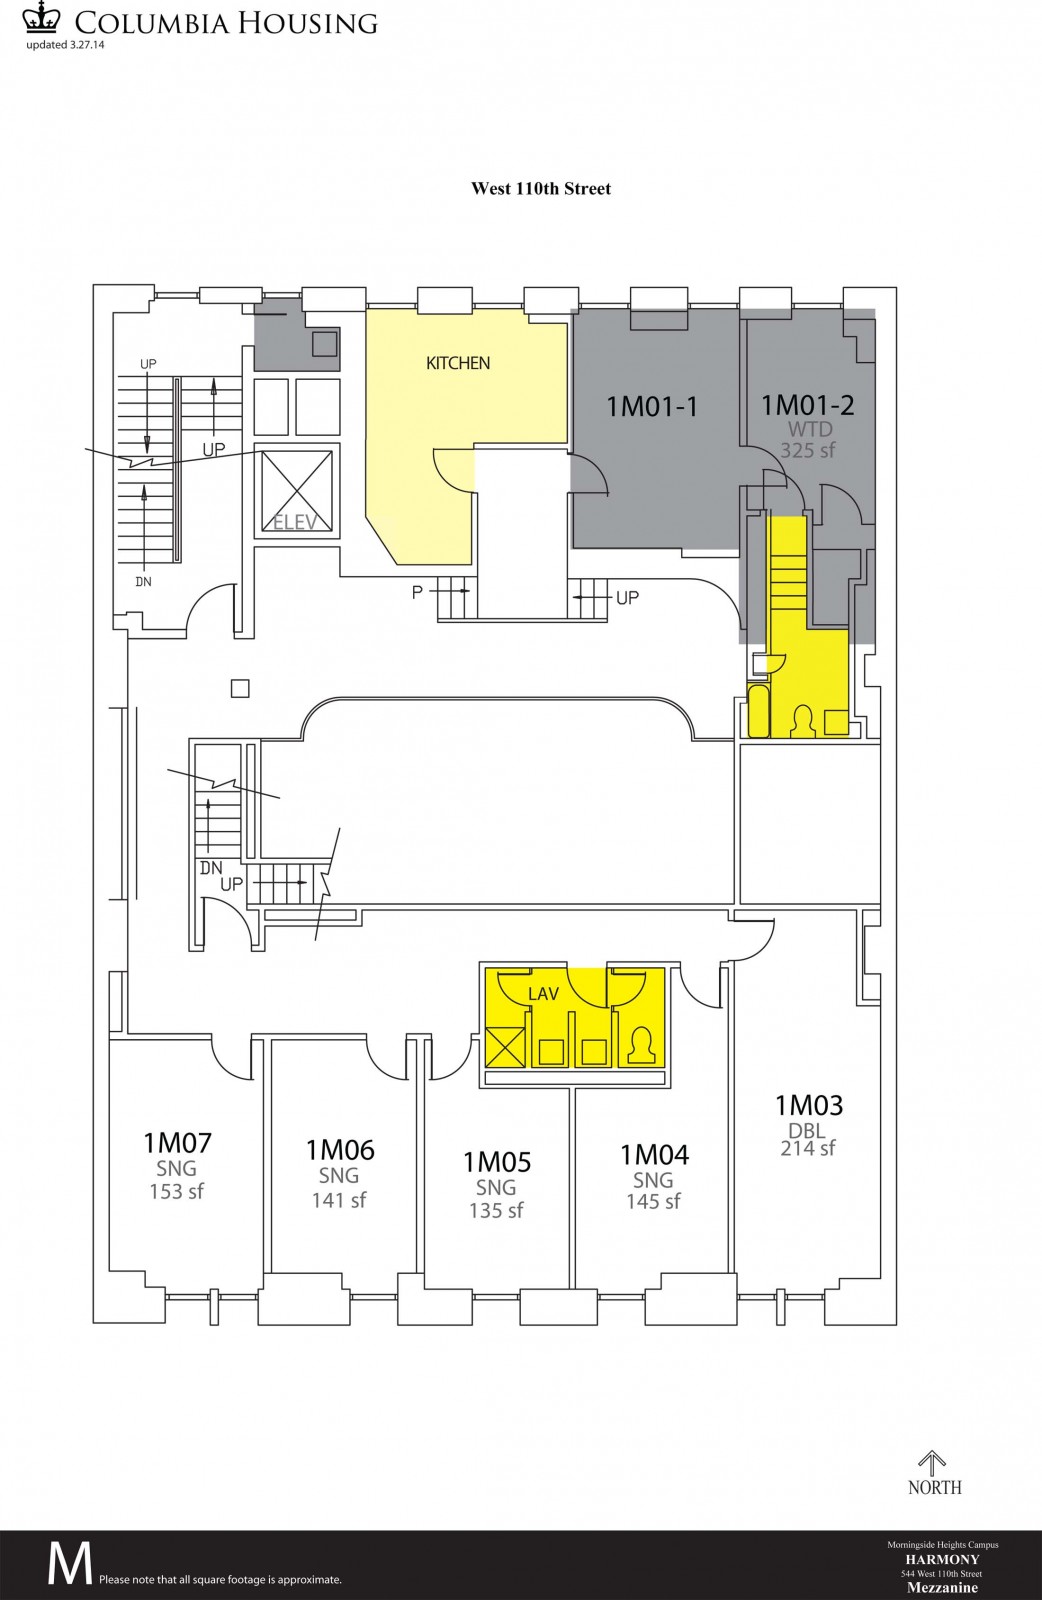 COLUMBIA HOUSING
updated 3.27.14
West 110th Street
UP
UP
DN
ELEV
KITCHEN
1M01-1
1M01-2
WTD
325 sf
P
UP
DN
UP
LAV
1M07
SNG
153 sf
1M06
SNG
141 sf
1M05
SNG
135 sf
1M04
SNG
145 sf
1M03
DBL
214 sf
NORTH
M
Please note that all square footage is approximate.
Morningside Heights Campus
HARMONY
544 West 110th Street
Mezzanine